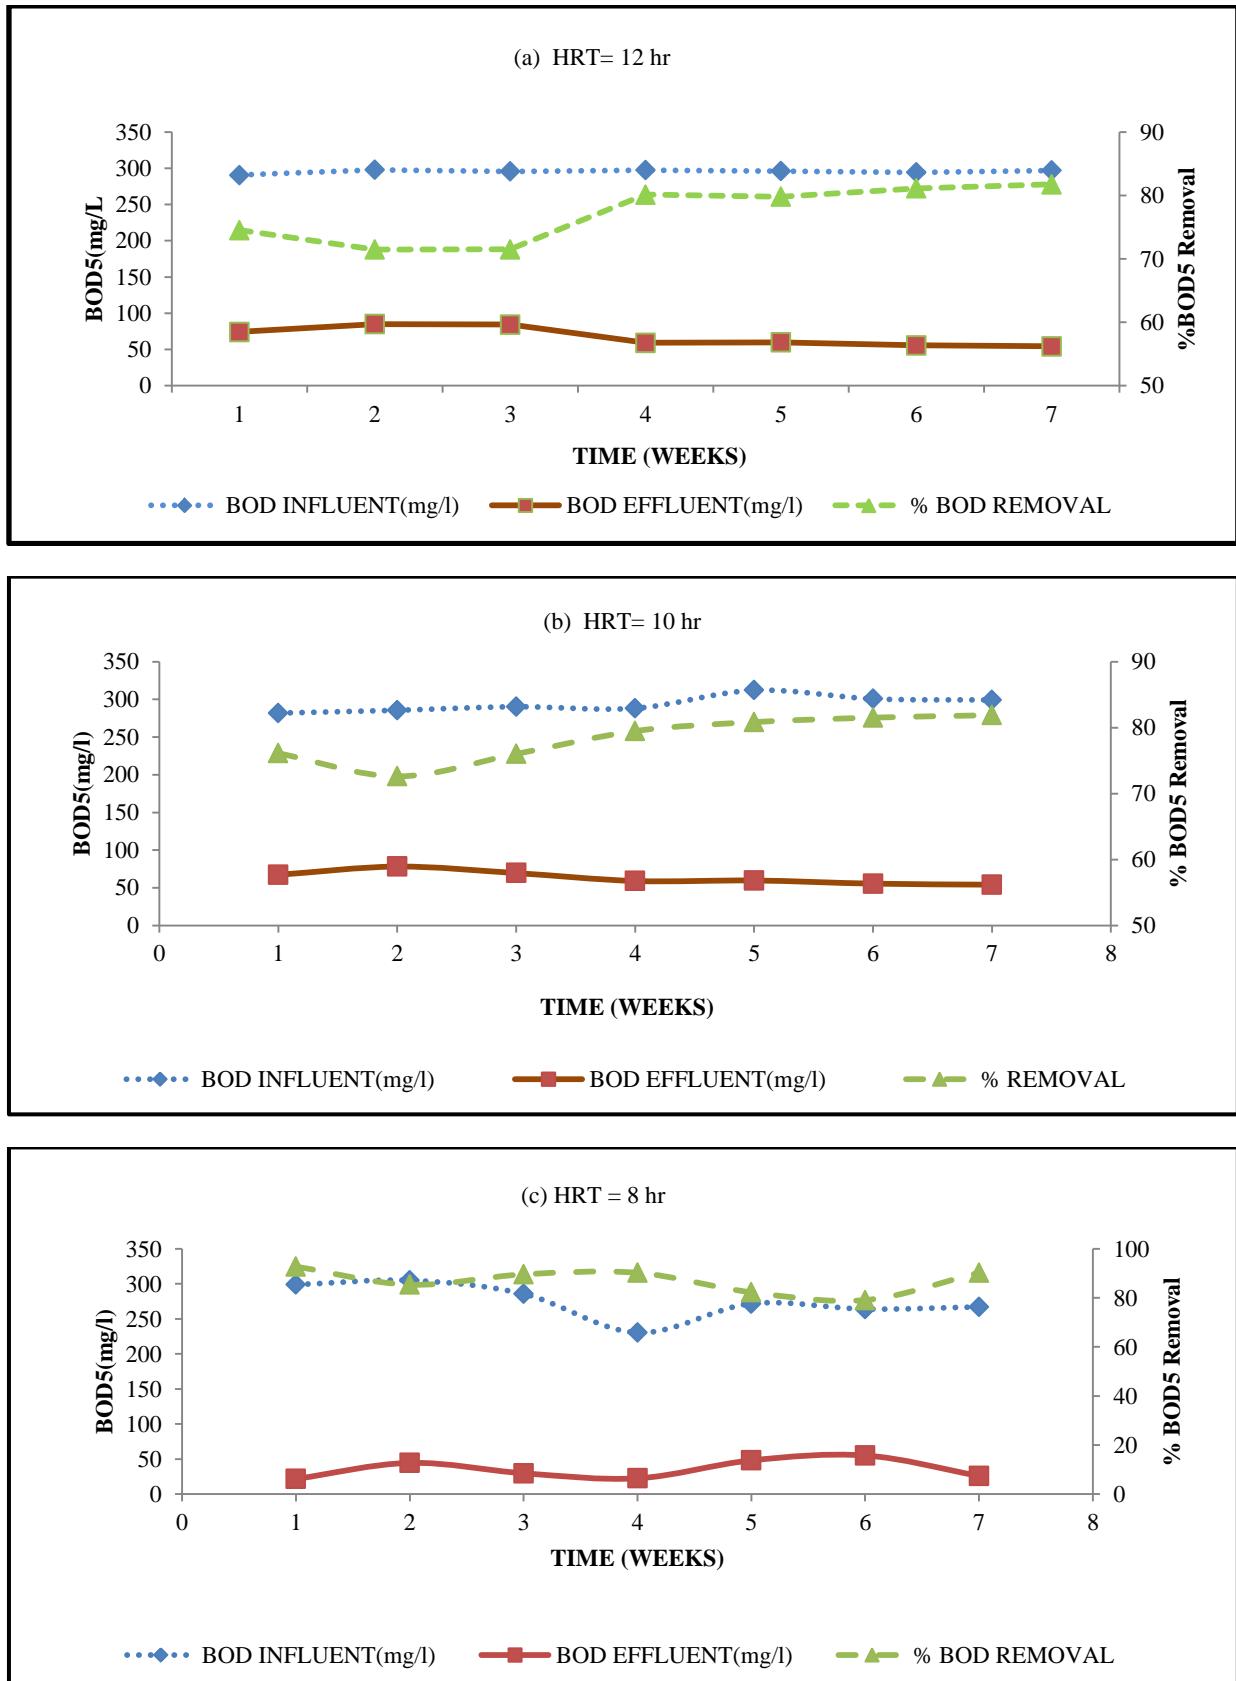 (a) HRT= 12 hr
350
300
250
200
150
100
50
0
BOD5(mg/L
90
80
70
60
50
%BOD5 Removal
1 2 3 4 5 6 7
TIME (WEEKS)
BOD INFLUENT(mg/l) BOD EFFLUENT(mg/l) % BOD REMOVAL
(b) HRT= 10 hr
350
300
250
200
150
100
50
0
BOD5(mg/l)
90
80
70
60
50
% BOD5 Removal
0 1 2 3 4 5 6 7 8
TIME (WEEKS)
BOD INFLUENT(mg/l) BOD EFFLUENT(mg/l) % REMOVAL
(c) HRT = 8 hr
350
300
250
200
150
100
50
0
BOD5(mg/l)
100
80
60
40
20
0
% BOD5 Removal
0 1 2 3 4 5 6 7 8
TIME (WEEKS)
BOD INFLUENT(mg/l) BOD EFFLUENT(mg/l) % BOD REMOVAL